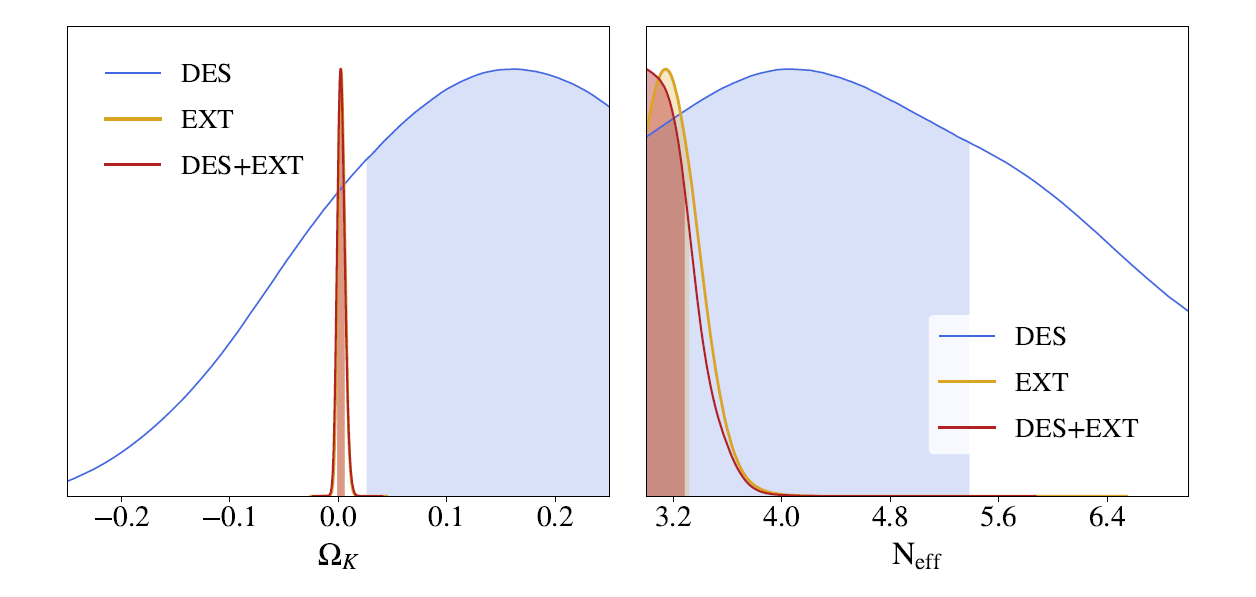 DES
EXT
DES+EXT
−0.2 −0.1 0.0 0.1 0.2
Ω_K
DES
EXT
DES+EXT
3.2 4.0 4.8 5.6 6.4
N_eff